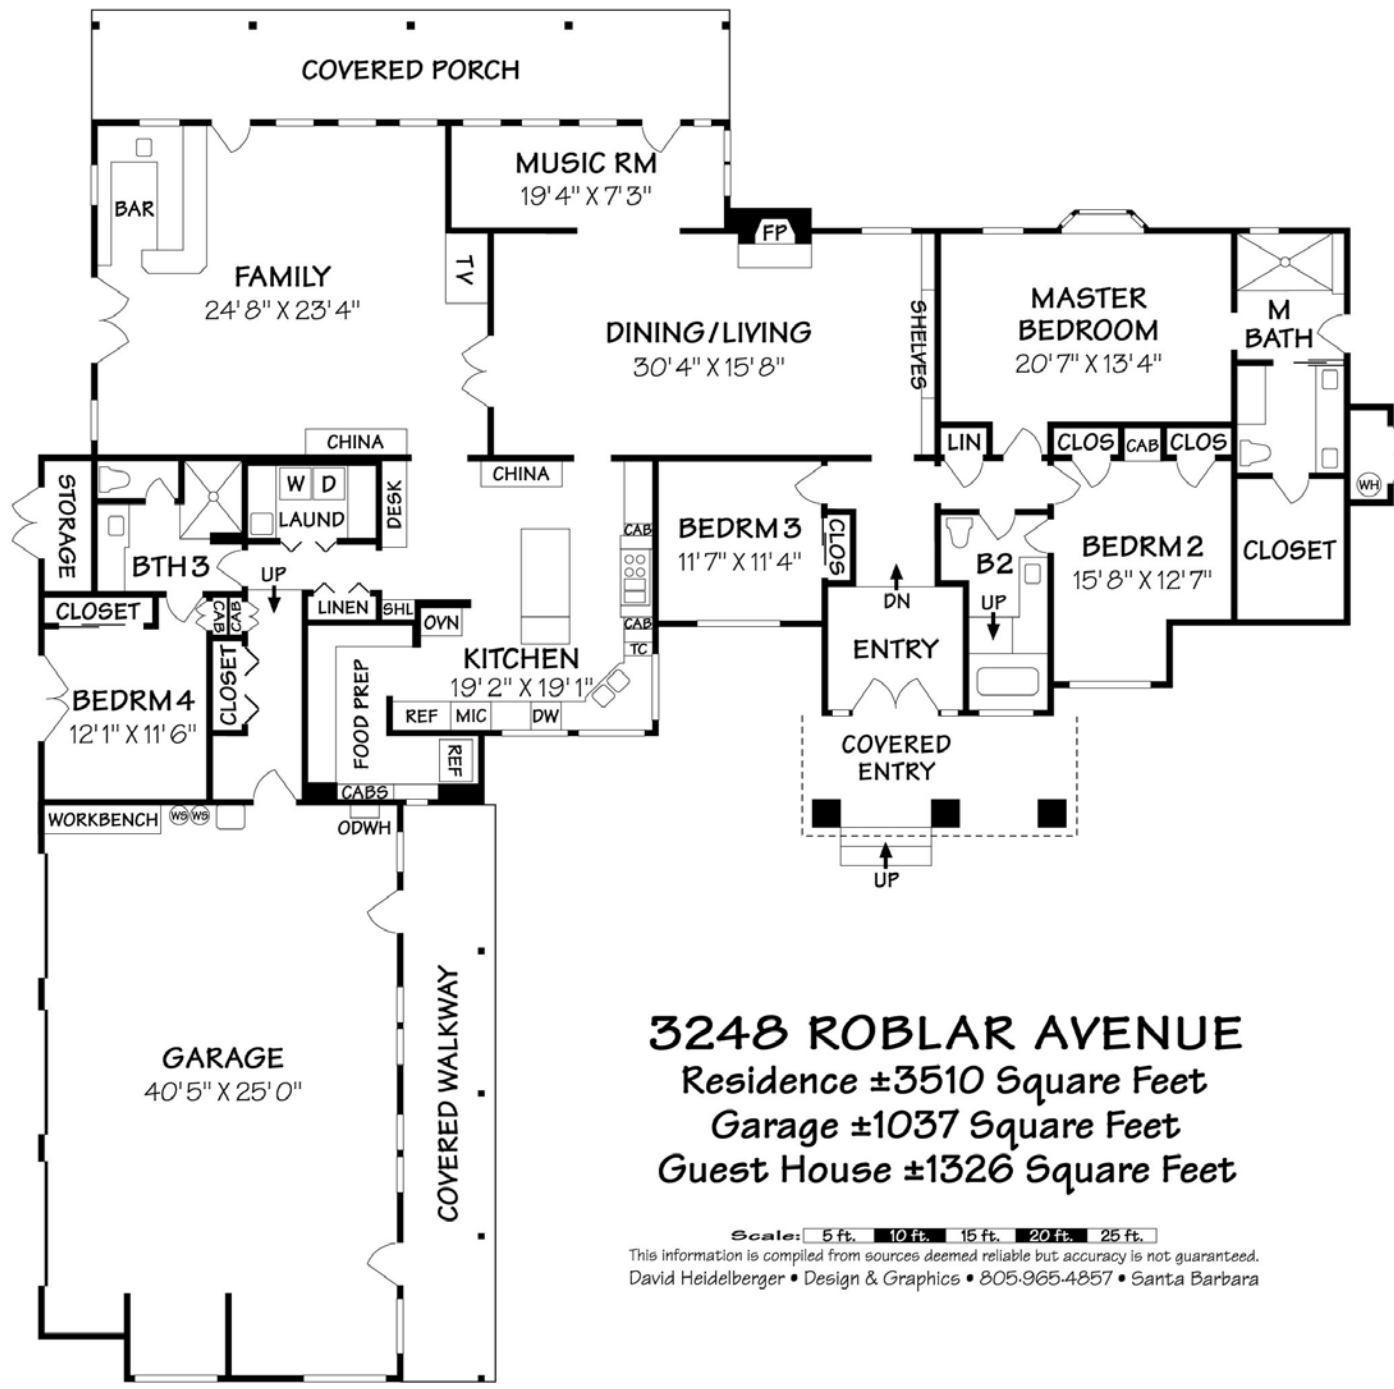 COVERED PORCH
MUSIC RM
19'4" X 7'3"
BAR
FP
FAMILY
24'8" X 23'4"
TV
DINING/LIVING
30'4" X 15'8"
SHELVES
MASTER
BEDROOM
20'7" X 13'4"
M
BATH
CHINA
LIN
CLOS
CAB
CLOS
WH
STORAGE
W
D
LAUND
DESK
CHINA
CAB
BEDRM 3
11'7" X 11'4"
CLOS
B2
BEDRM 2
15'8" X 12'7"
CLOSET
BTH 3
UP
LINEN
SHL
OVN
CAB
TC
DN
UP
CLOSET
CAB
CAB
ENTRY
KITCHEN
19'2" X 19'1"
CLOSET
BEDRM 4
12'1" X 11'6"
FOOD PREP
REF
MIC
DW
REF
COVERED
ENTRY
CABS
WORKBENCH
WS
WS
ODWH
UP
COVERED WALKWAY
GARAGE
40'5" X 25'0"
3248 ROBLAR AVENUE
Residence ±3510 Square Feet
Garage ±1037 Square Feet
Guest House ±1326 Square Feet
Scale: 5 ft. 10 ft. 15 ft. 20 ft. 25 ft.
This information is compiled from sources deemed reliable but accuracy is not guaranteed.
David Heidelberger • Design & Graphics • 805·965·4857 • Santa Barbara